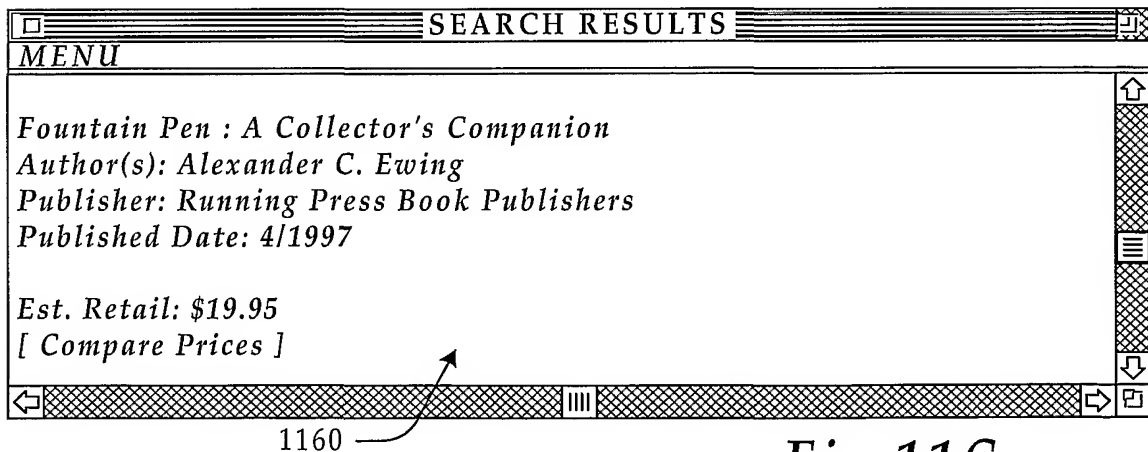 SEARCH RESULTS
MENU
Fountain Pen : A Collector's Companion
Author(s): Alexander C. Ewing
Publisher: Running Press Book Publishers
Published Date: 4/1997
Est. Retail: $19.95
[ Compare Prices ]
1160